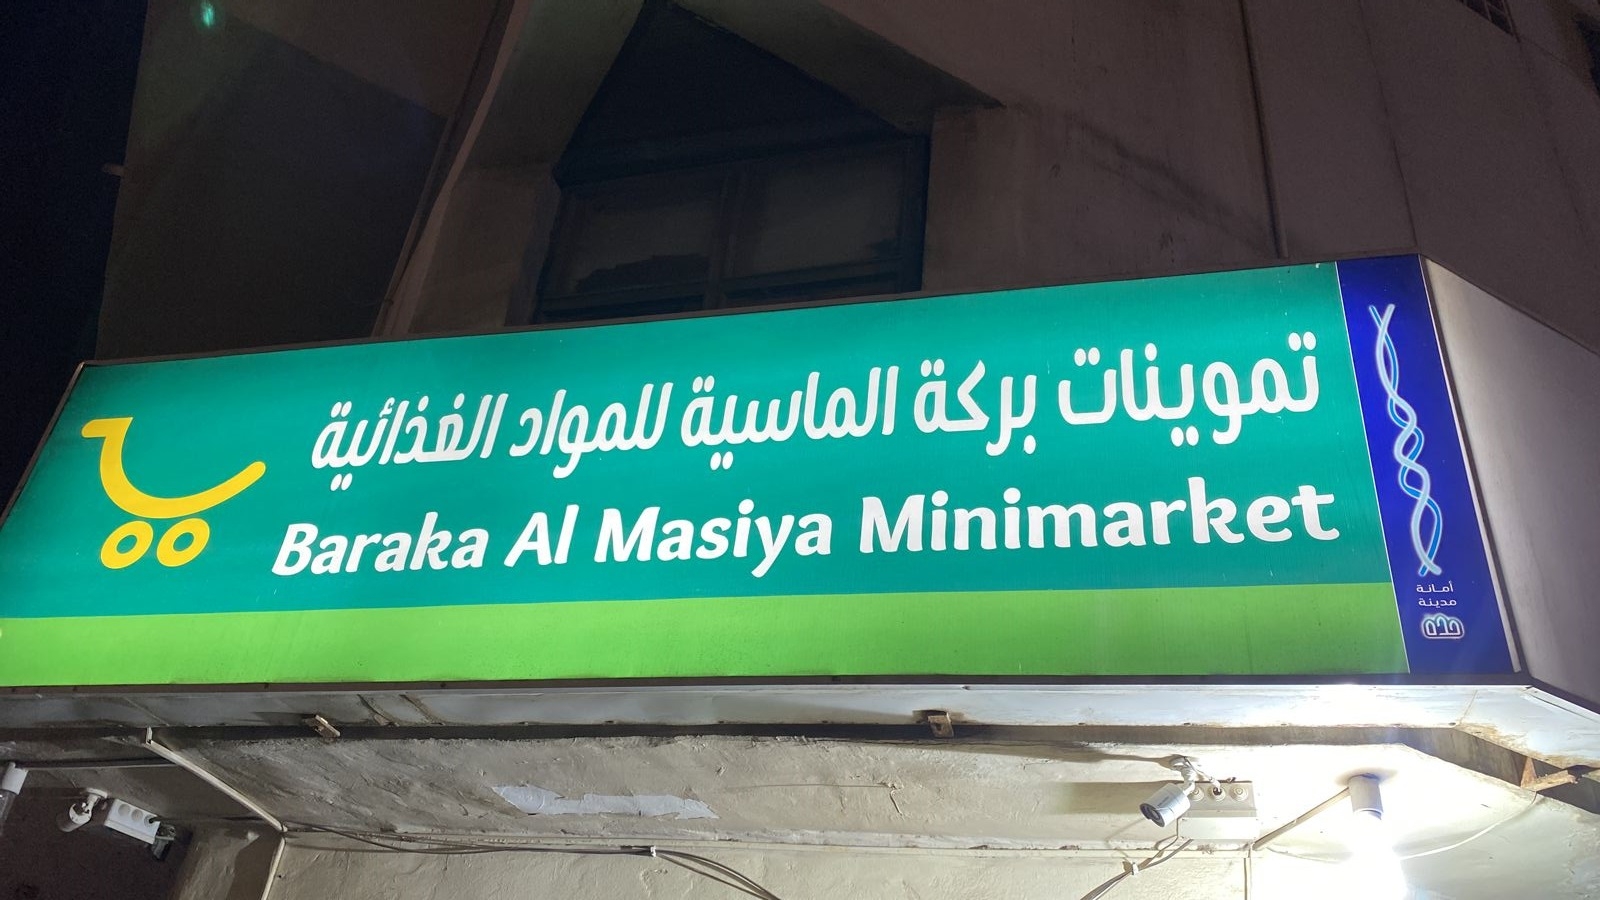 تموينات بركة الماسية للمواد الغذائية
Baraka Al Masiya Minimarket
أمانة
مدينة
جدة